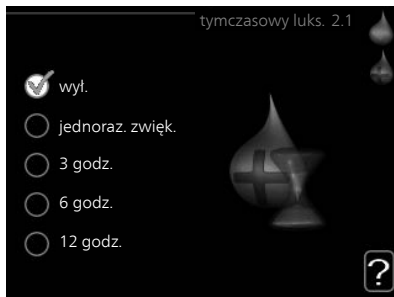 tymczasowy luks. 2.1
wył.
jednoraz. zwięk.
3 godz.
6 godz.
12 godz.
?